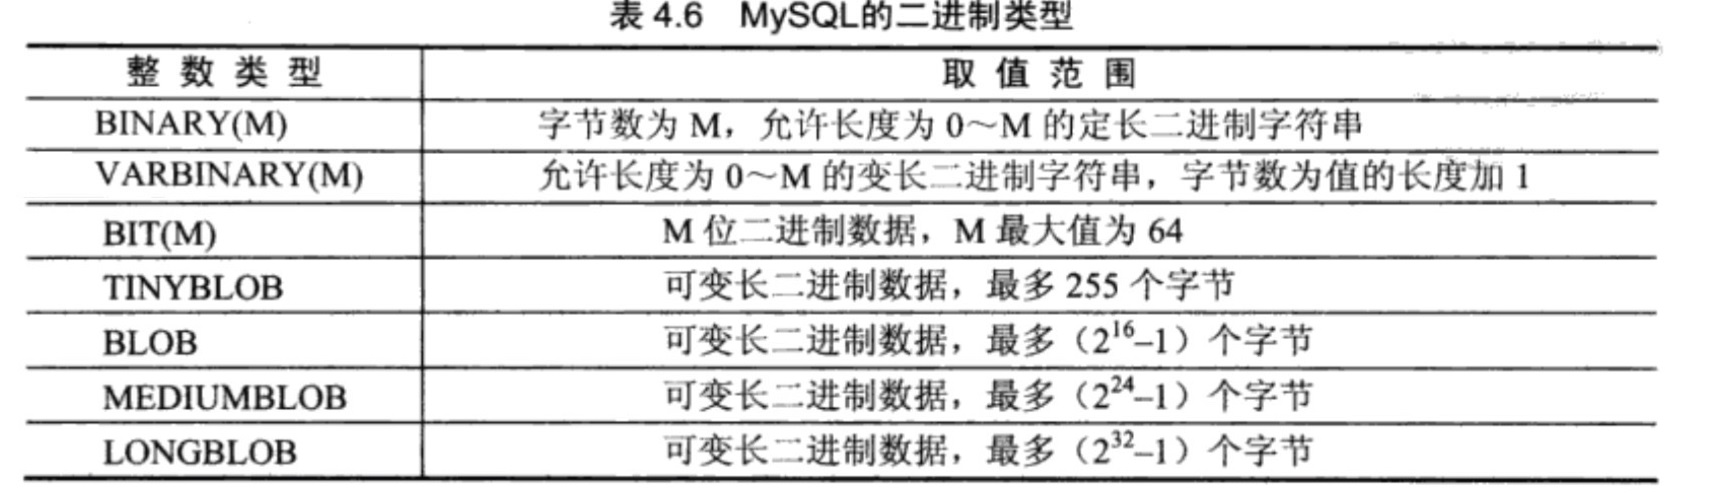 表 4.6 MySQL的二进制类型
整 数 类 型 取 值 范 围
BINARY(M) 字节数为 M，允许长度为 0～M 的定长二进制字符串
VARBINARY(M) 允许长度为 0～M 的变长二进制字符串，字节数为值的长度加 1
BIT(M) M 位二进制数据，M 最大值为 64
TINYBLOB 可变长二进制数据，最多 255 个字节
BLOB 可变长二进制数据，最多（2¹⁶–1）个字节
MEDIUMBLOB 可变长二进制数据，最多（2²⁴–1）个字节
LONGBLOB 可变长二进制数据，最多（2³²–1）个字节